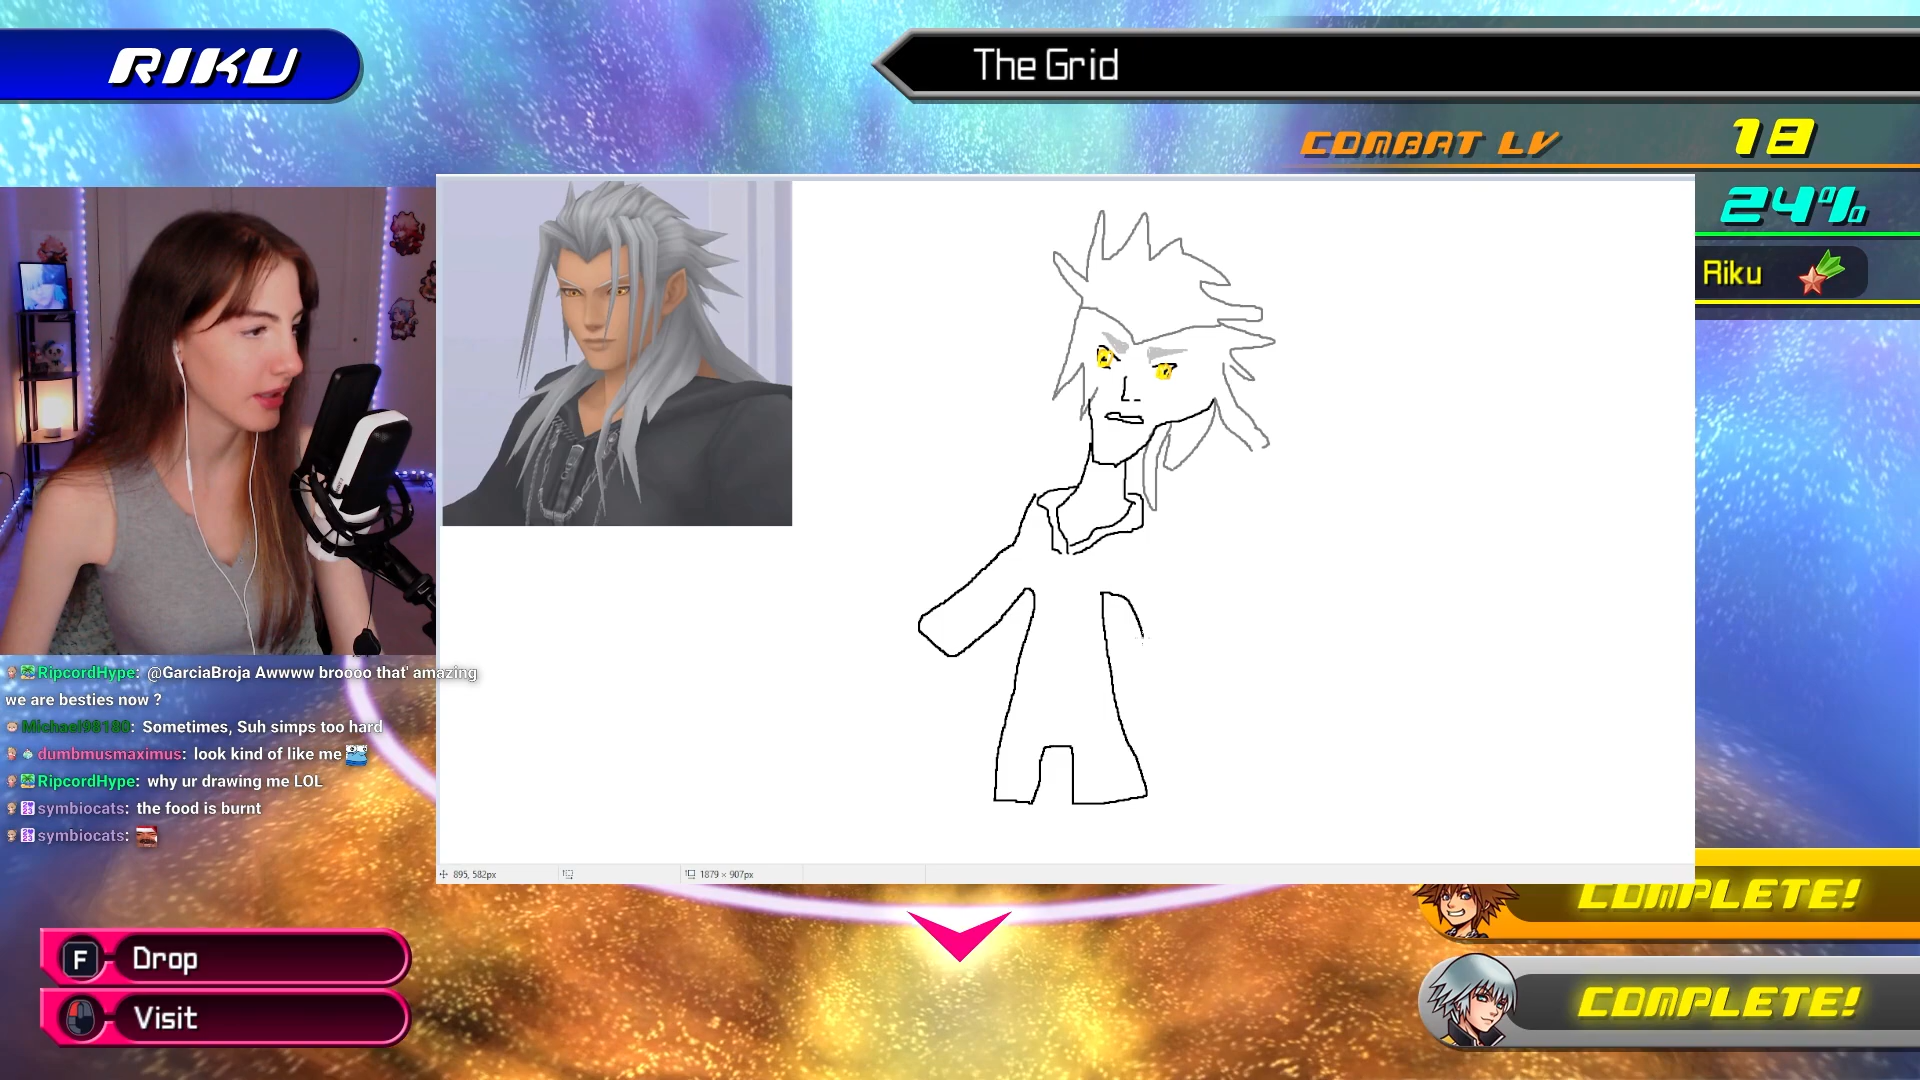 RIKU
The Grid
COMBAT LV 18
24%
Riku
RipcordHype: @GarciaBroja Awwww broooo that' amazing
we are besties now ?
Michael98180: Sometimes, Suh simps too hard
dumbmusmaximus: look kind of like me
RipcordHype: why ur drawing me LOL
symbiocats: the food is burnt
symbiocats:
895, 582px
1879 × 907px
COMPLETE!
F Drop
Visit
COMPLETE!